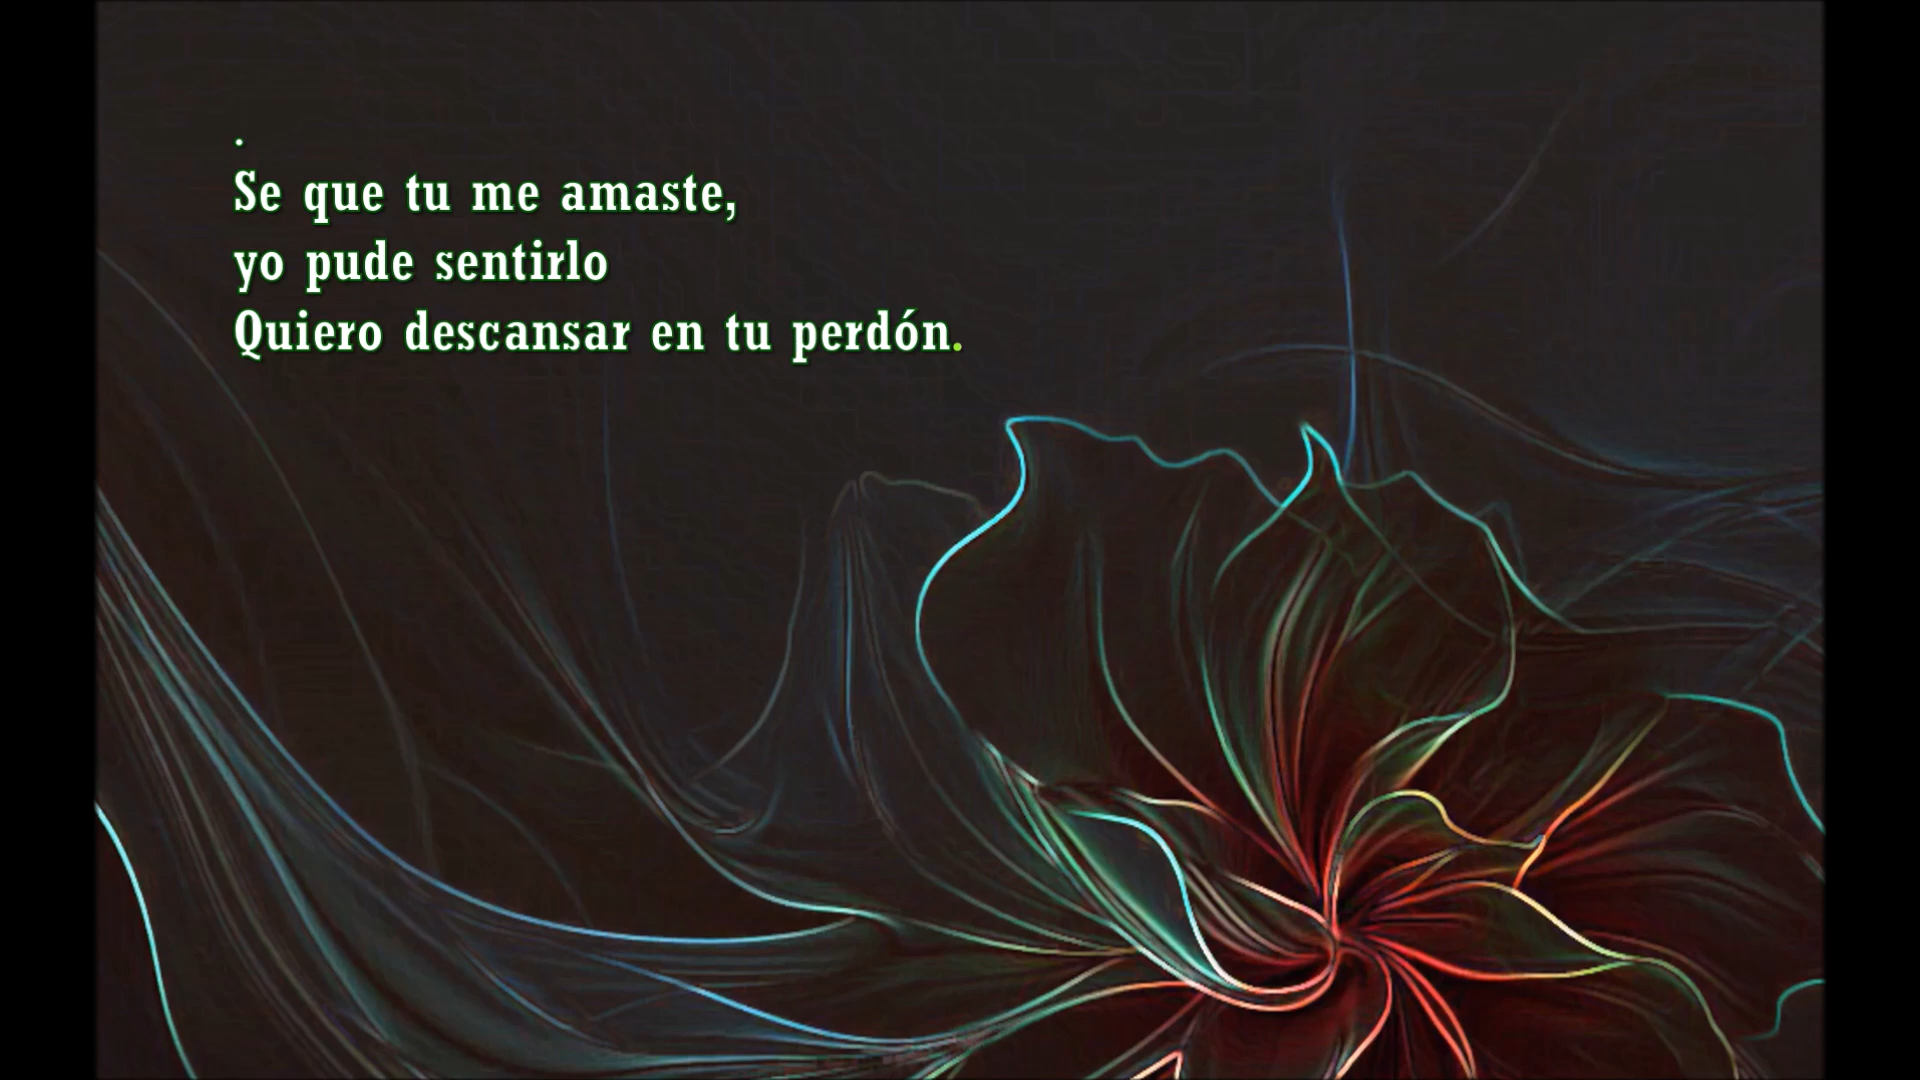 .
Se que tu me amaste,
yo pude sentirlo
Quiero descansar en tu perdón.